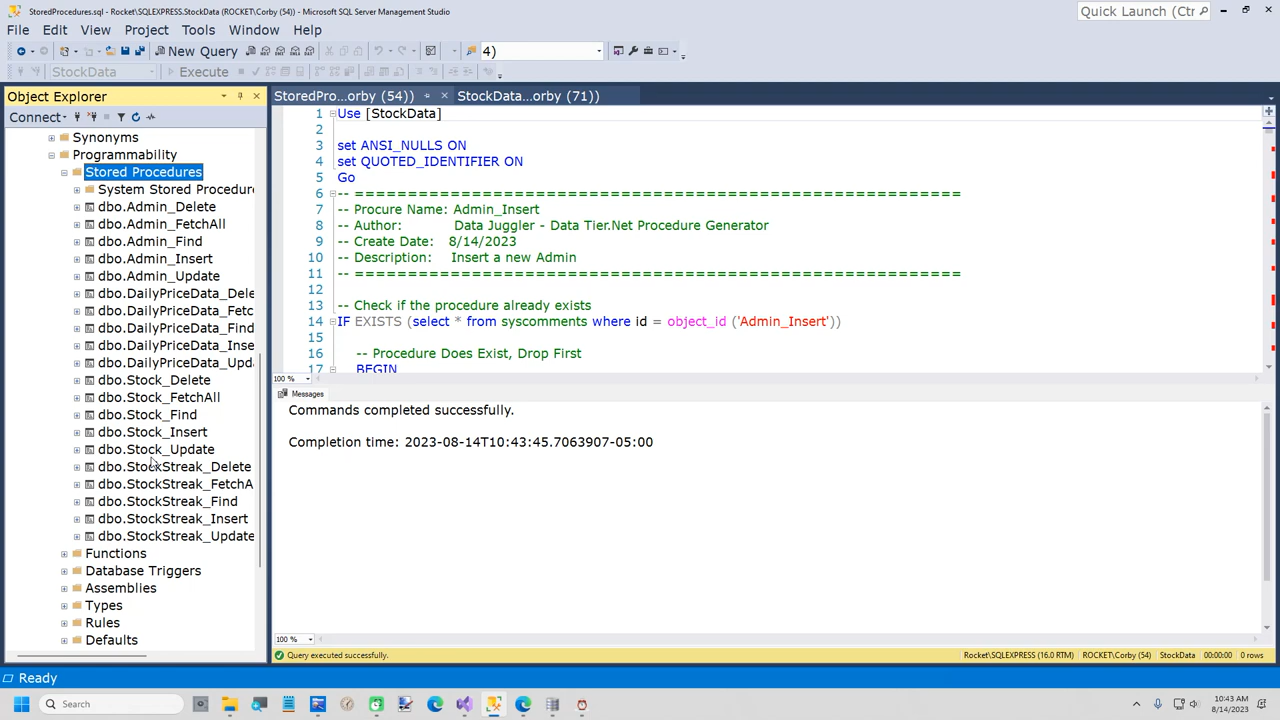 StoredProcedures.sql - Rocket\SQLEXPRESS.StockData (ROCKET\Corby (54)) - Microsoft SQL Server Management Studio
Quick Launch (Ctr
File Edit View Project Tools Window Help
New Query
4)
StockData
Execute
Object Explorer
Connect
Synonyms
Programmability
Stored Procedures
System Stored Procedure
dbo.Admin_Delete
dbo.Admin_FetchAll
dbo.Admin_Find
dbo.Admin_Insert
dbo.Admin_Update
dbo.DailyPriceData_Dele
dbo.DailyPriceData_Fetc
dbo.DailyPriceData_Find
dbo.DailyPriceData_Inse
dbo.DailyPriceData_Upda
dbo.Stock_Delete
dbo.Stock_FetchAll
dbo.Stock_Find
dbo.Stock_Insert
dbo.Stock_Update
dbo.StockStreak_Delete
dbo.StockStreak_FetchA
dbo.StockStreak_Find
dbo.StockStreak_Insert
dbo.StockStreak_Update
Functions
Database Triggers
Assemblies
Types
Rules
Defaults
StoredPro...orby (54)) StockData...orby (71))
1 Use [StockData]
2
3 set ANSI_NULLS ON
4 set QUOTED_IDENTIFIER ON
5 Go
6 -- =========================================================
7 -- Procure Name: Admin_Insert
8 -- Author: Data Juggler - Data Tier.Net Procedure Generator
9 -- Create Date: 8/14/2023
10 -- Description: Insert a new Admin
11 -- =========================================================
12
13 -- Check if the procedure already exists
14 IF EXISTS (select * from syscomments where id = object_id ('Admin_Insert'))
15
16 -- Procedure Does Exist, Drop First
17 BEGIN
100 %
Messages
Commands completed successfully.
Completion time: 2023-08-14T10:43:45.7063907-05:00
100 %
Query executed successfully. Rocket\SQLEXPRESS (16.0 RTM) ROCKET\Corby (54) StockData 00:00:00 0 rows
Ready
Search
10:43 AM
8/14/2023